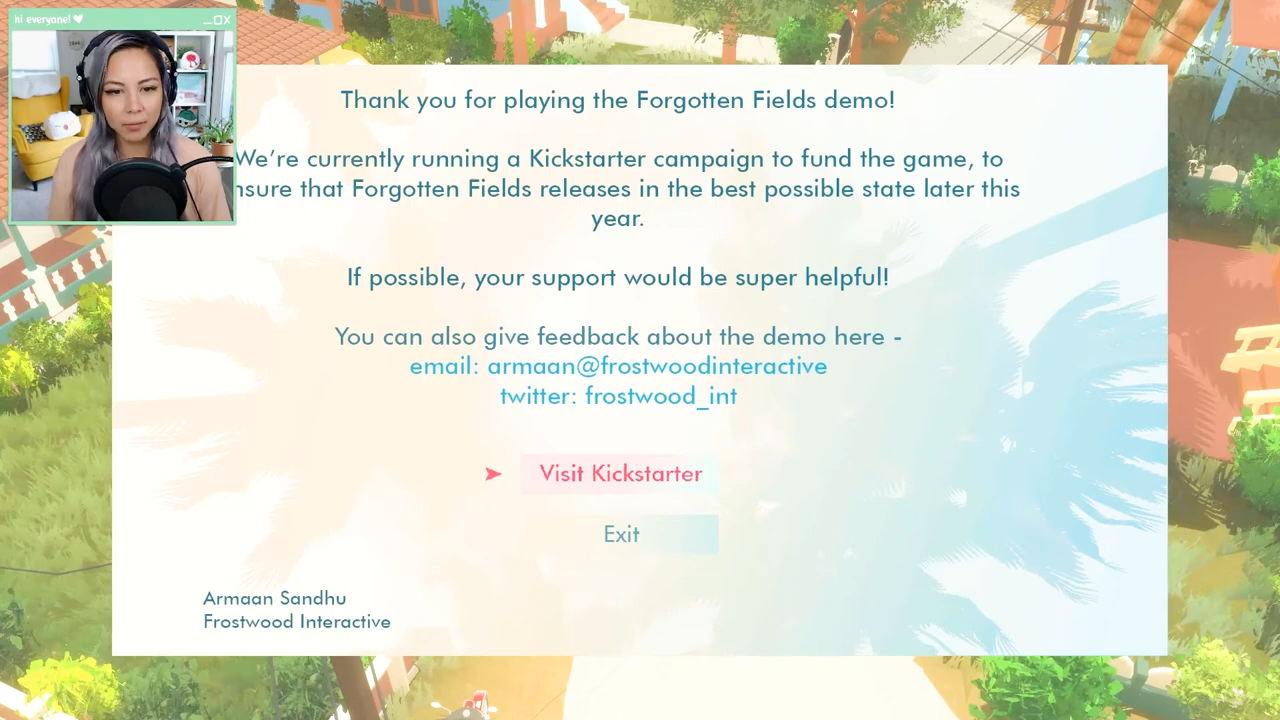 hi everyone! ♥
Thank you for playing the Forgotten Fields demo!
We're currently running a Kickstarter campaign to fund the game, to
nsure that Forgotten Fields releases in the best possible state later this
year.
If possible, your support would be super helpful!
You can also give feedback about the demo here -
email: armaan@frostwoodinteractive
twitter: frostwood_int
➤ Visit Kickstarter
Exit
Armaan Sandhu
Frostwood Interactive